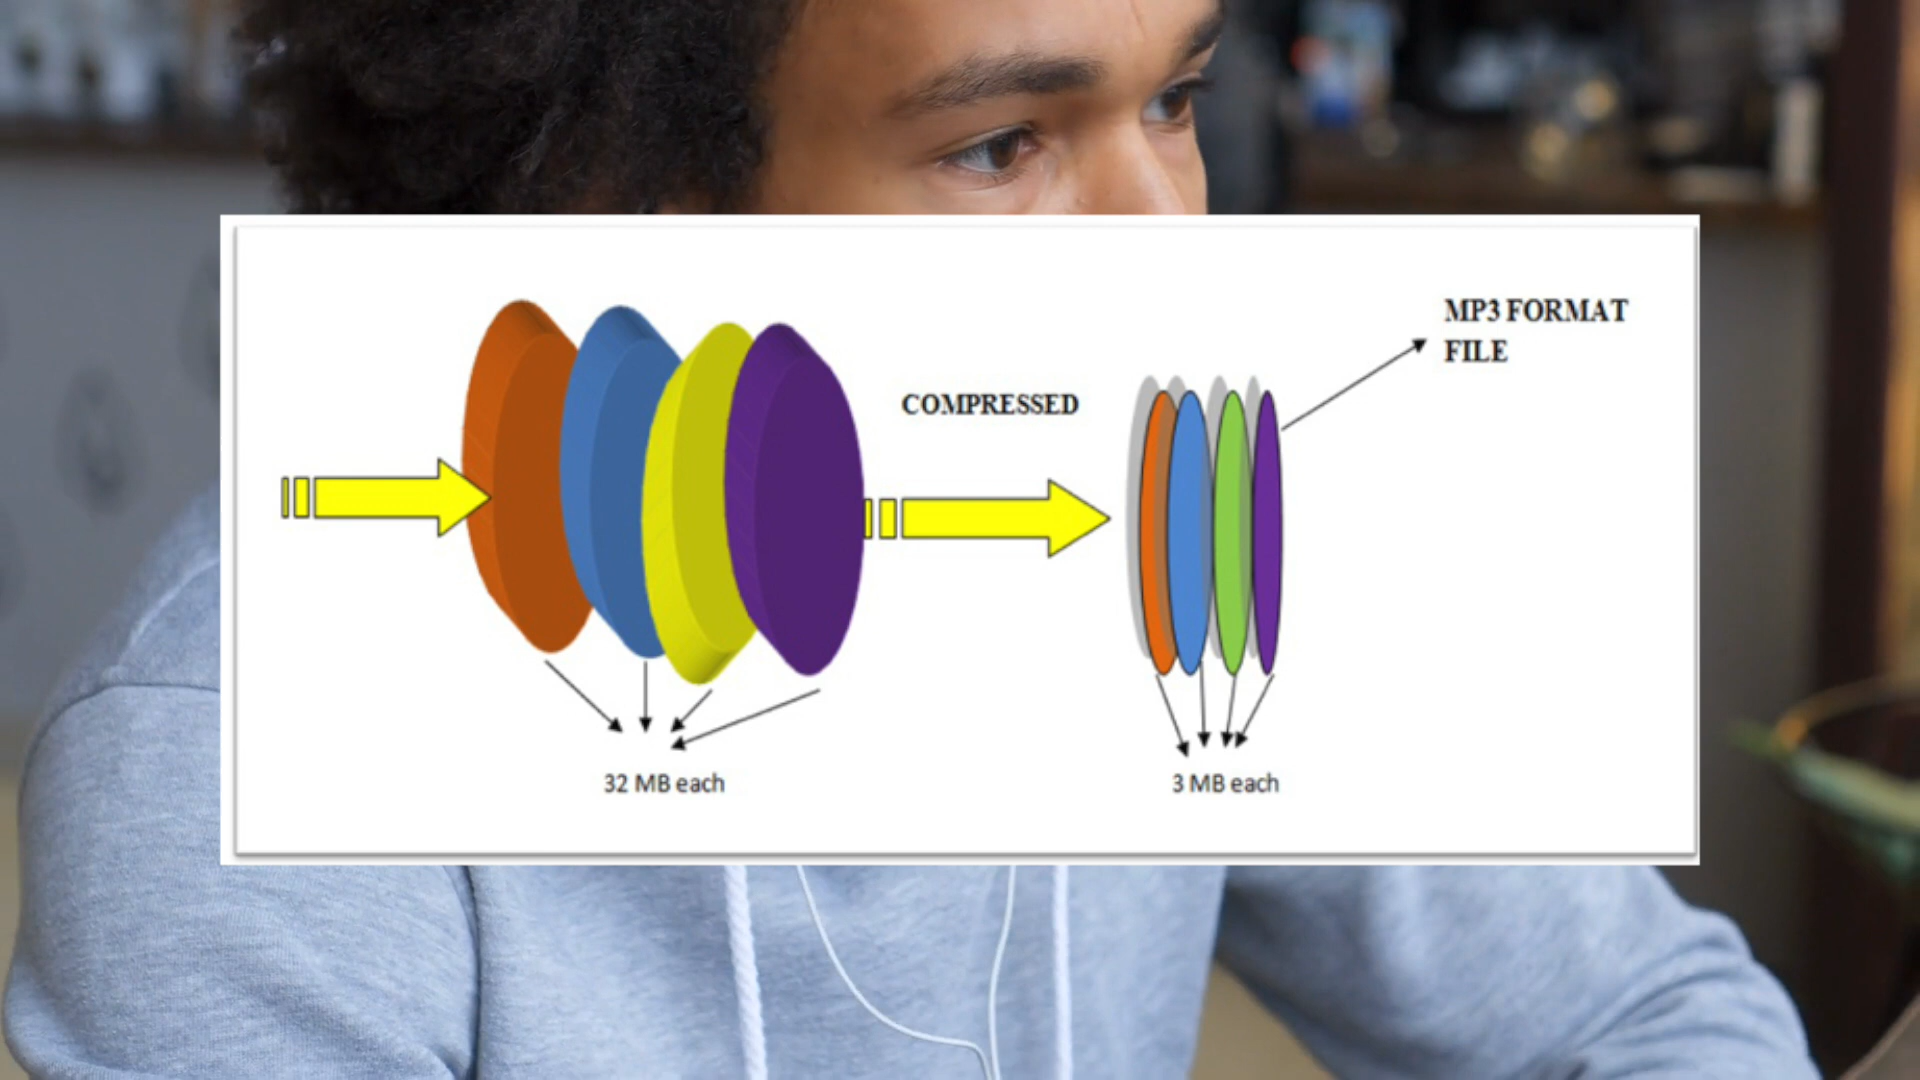 MP3 FORMAT
FILE
COMPRESSED
32 MB each
3 MB each